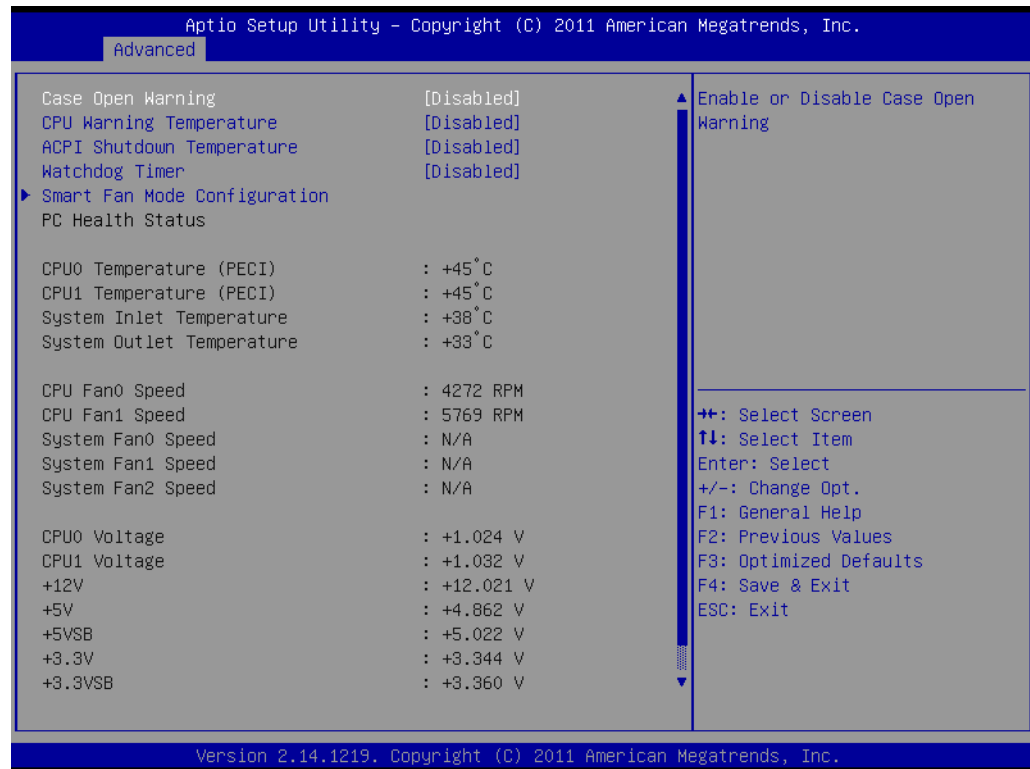 Aptio Setup Utility – Copyright (C) 2011 American Megatrends, Inc.
Advanced
Case Open Warning [Disabled]
CPU Warning Temperature [Disabled]
ACPI Shutdown Temperature [Disabled]
Watchdog Timer [Disabled]
Smart Fan Mode Configuration
PC Health Status
CPU0 Temperature (PECI) : +45°C
CPU1 Temperature (PECI) : +45°C
System Inlet Temperature : +38°C
System Outlet Temperature : +33°C
CPU Fan0 Speed : 4272 RPM
CPU Fan1 Speed : 5769 RPM
System Fan0 Speed : N/A
System Fan1 Speed : N/A
System Fan2 Speed : N/A
CPU0 Voltage : +1.024 V
CPU1 Voltage : +1.032 V
+12V : +12.021 V
+5V : +4.862 V
+5VSB : +5.022 V
+3.3V : +3.344 V
+3.3VSB : +3.360 V
Enable or Disable Case Open
Warning
→←: Select Screen
↑↓: Select Item
Enter: Select
+/-: Change Opt.
F1: General Help
F2: Previous Values
F3: Optimized Defaults
F4: Save & Exit
ESC: Exit
Version 2.14.1219. Copyright (C) 2011 American Megatrends, Inc.